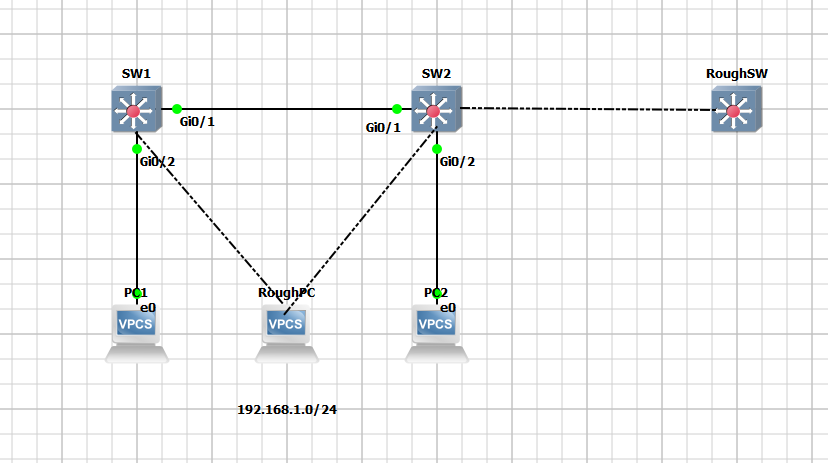 SW1
SW2
RoughSW
Gi0/1
Gi0/1
Gi0/2
Gi0/2
PC1
RoughPC
PC2
e0
e0
VPCS
VPCS
VPCS
192.168.1.0/24